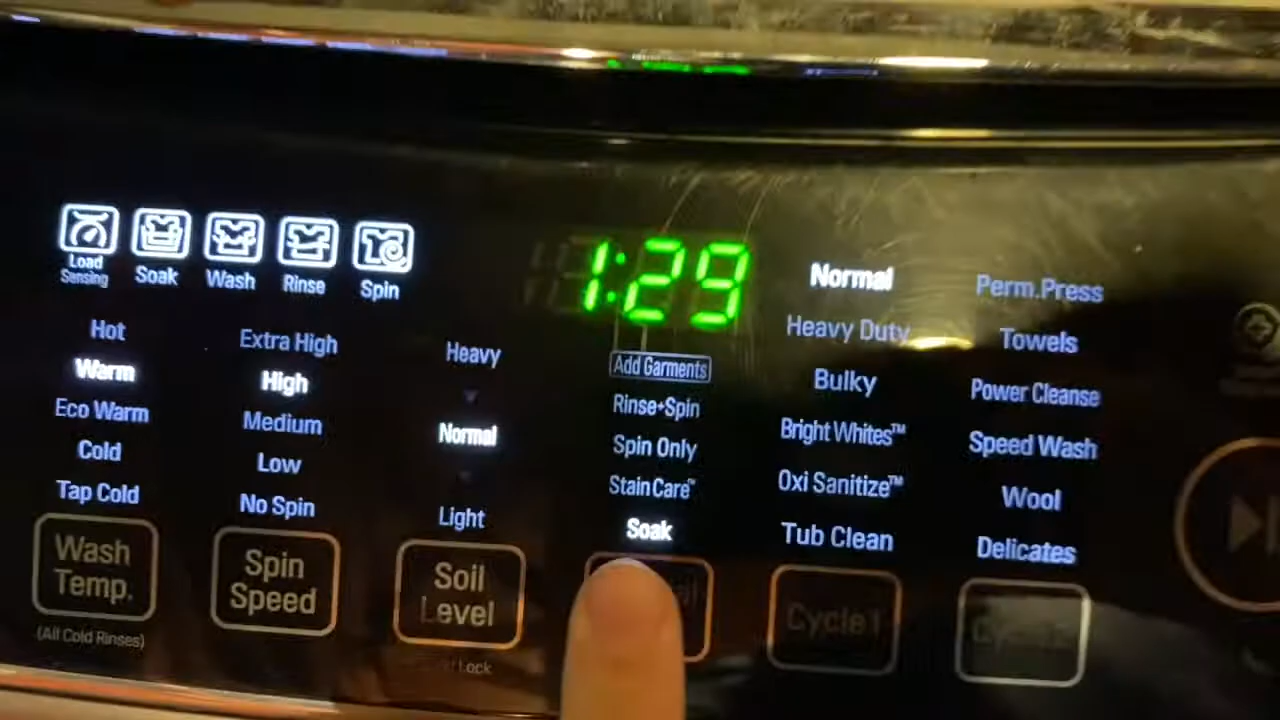 1:29
Load
Sensing
Soak
Wash
Rinse
Spin
Hot
Warm
Eco Warm
Cold
Tap Cold
Wash
Temp.
(All Cold Rinses)
Extra High
High
Medium
Low
No Spin
Spin
Speed
Heavy
Normal
Light
Soil
Level
Lock
Add Garments
Rinse+Spin
Spin Only
StainCare™
Soak
Normal
Heavy Duty
Bulky
Bright Whites™
Oxi Sanitize™
Tub Clean
Cycle1
Perm.Press
Towels
Power Cleanse
Speed Wash
Wool
Delicates